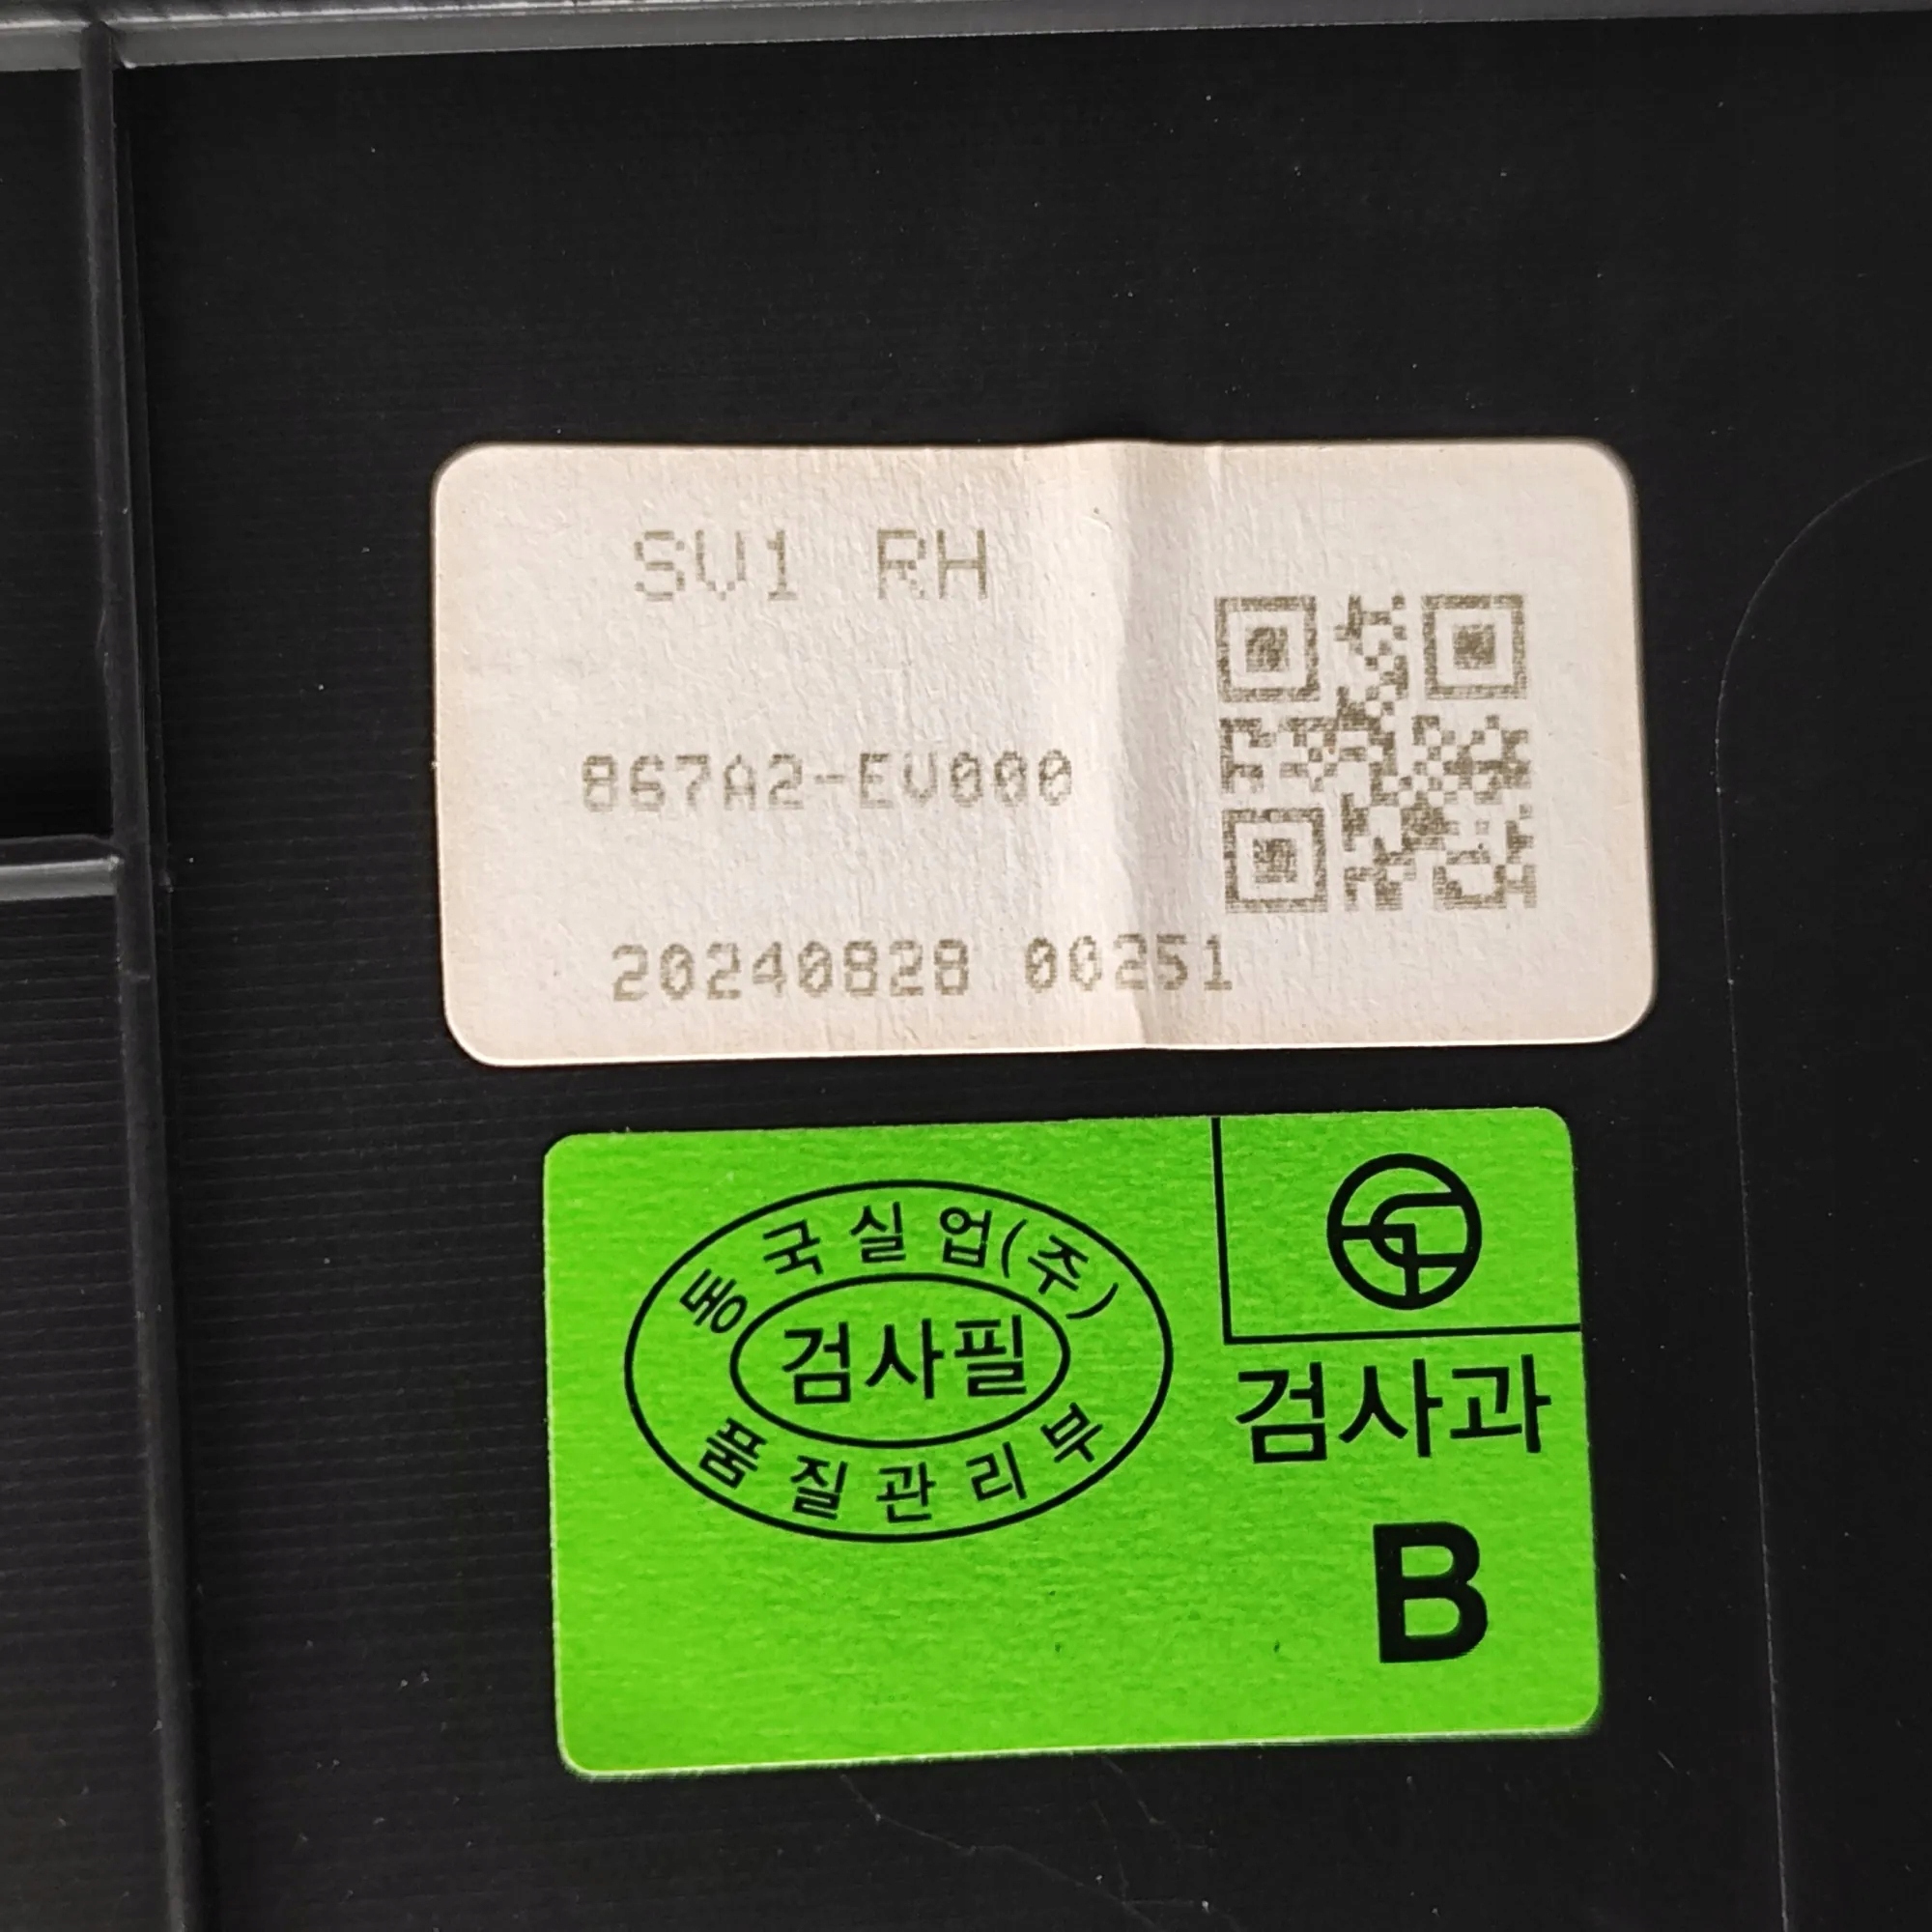 SV1 RH
867A2-EV000
20240828 00251
동국실업(주)
검사필
품질관리부
검사과
B